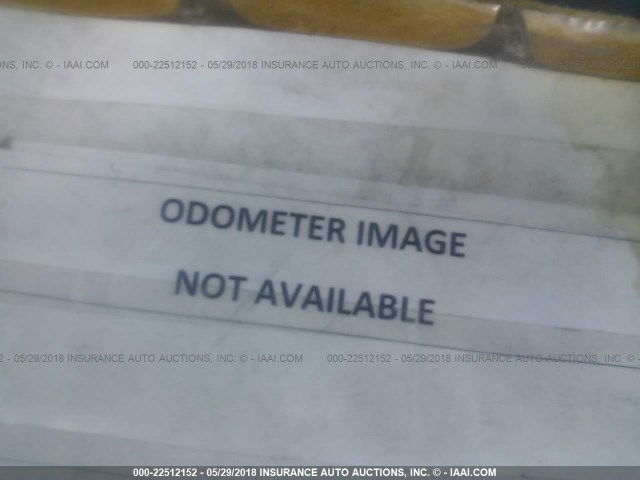 NS, INC. © - IAAI.COM 000-22512152 - 05/29/2018 INSURANCE AUTO AUCTIONS, INC. © - IAAI.COM
ODOMETER IMAGE
NOT AVAILABLE
2 - 05/29/2018 INSURANCE AUTO AUCTIONS, INC. © - IAAI.COM 000-22512152 - 05/29/2018 INSURANCE AUTO AUCTIONS
000-22512152 - 05/29/2018 INSURANCE AUTO AUCTIONS, INC. © - IAAI.COM